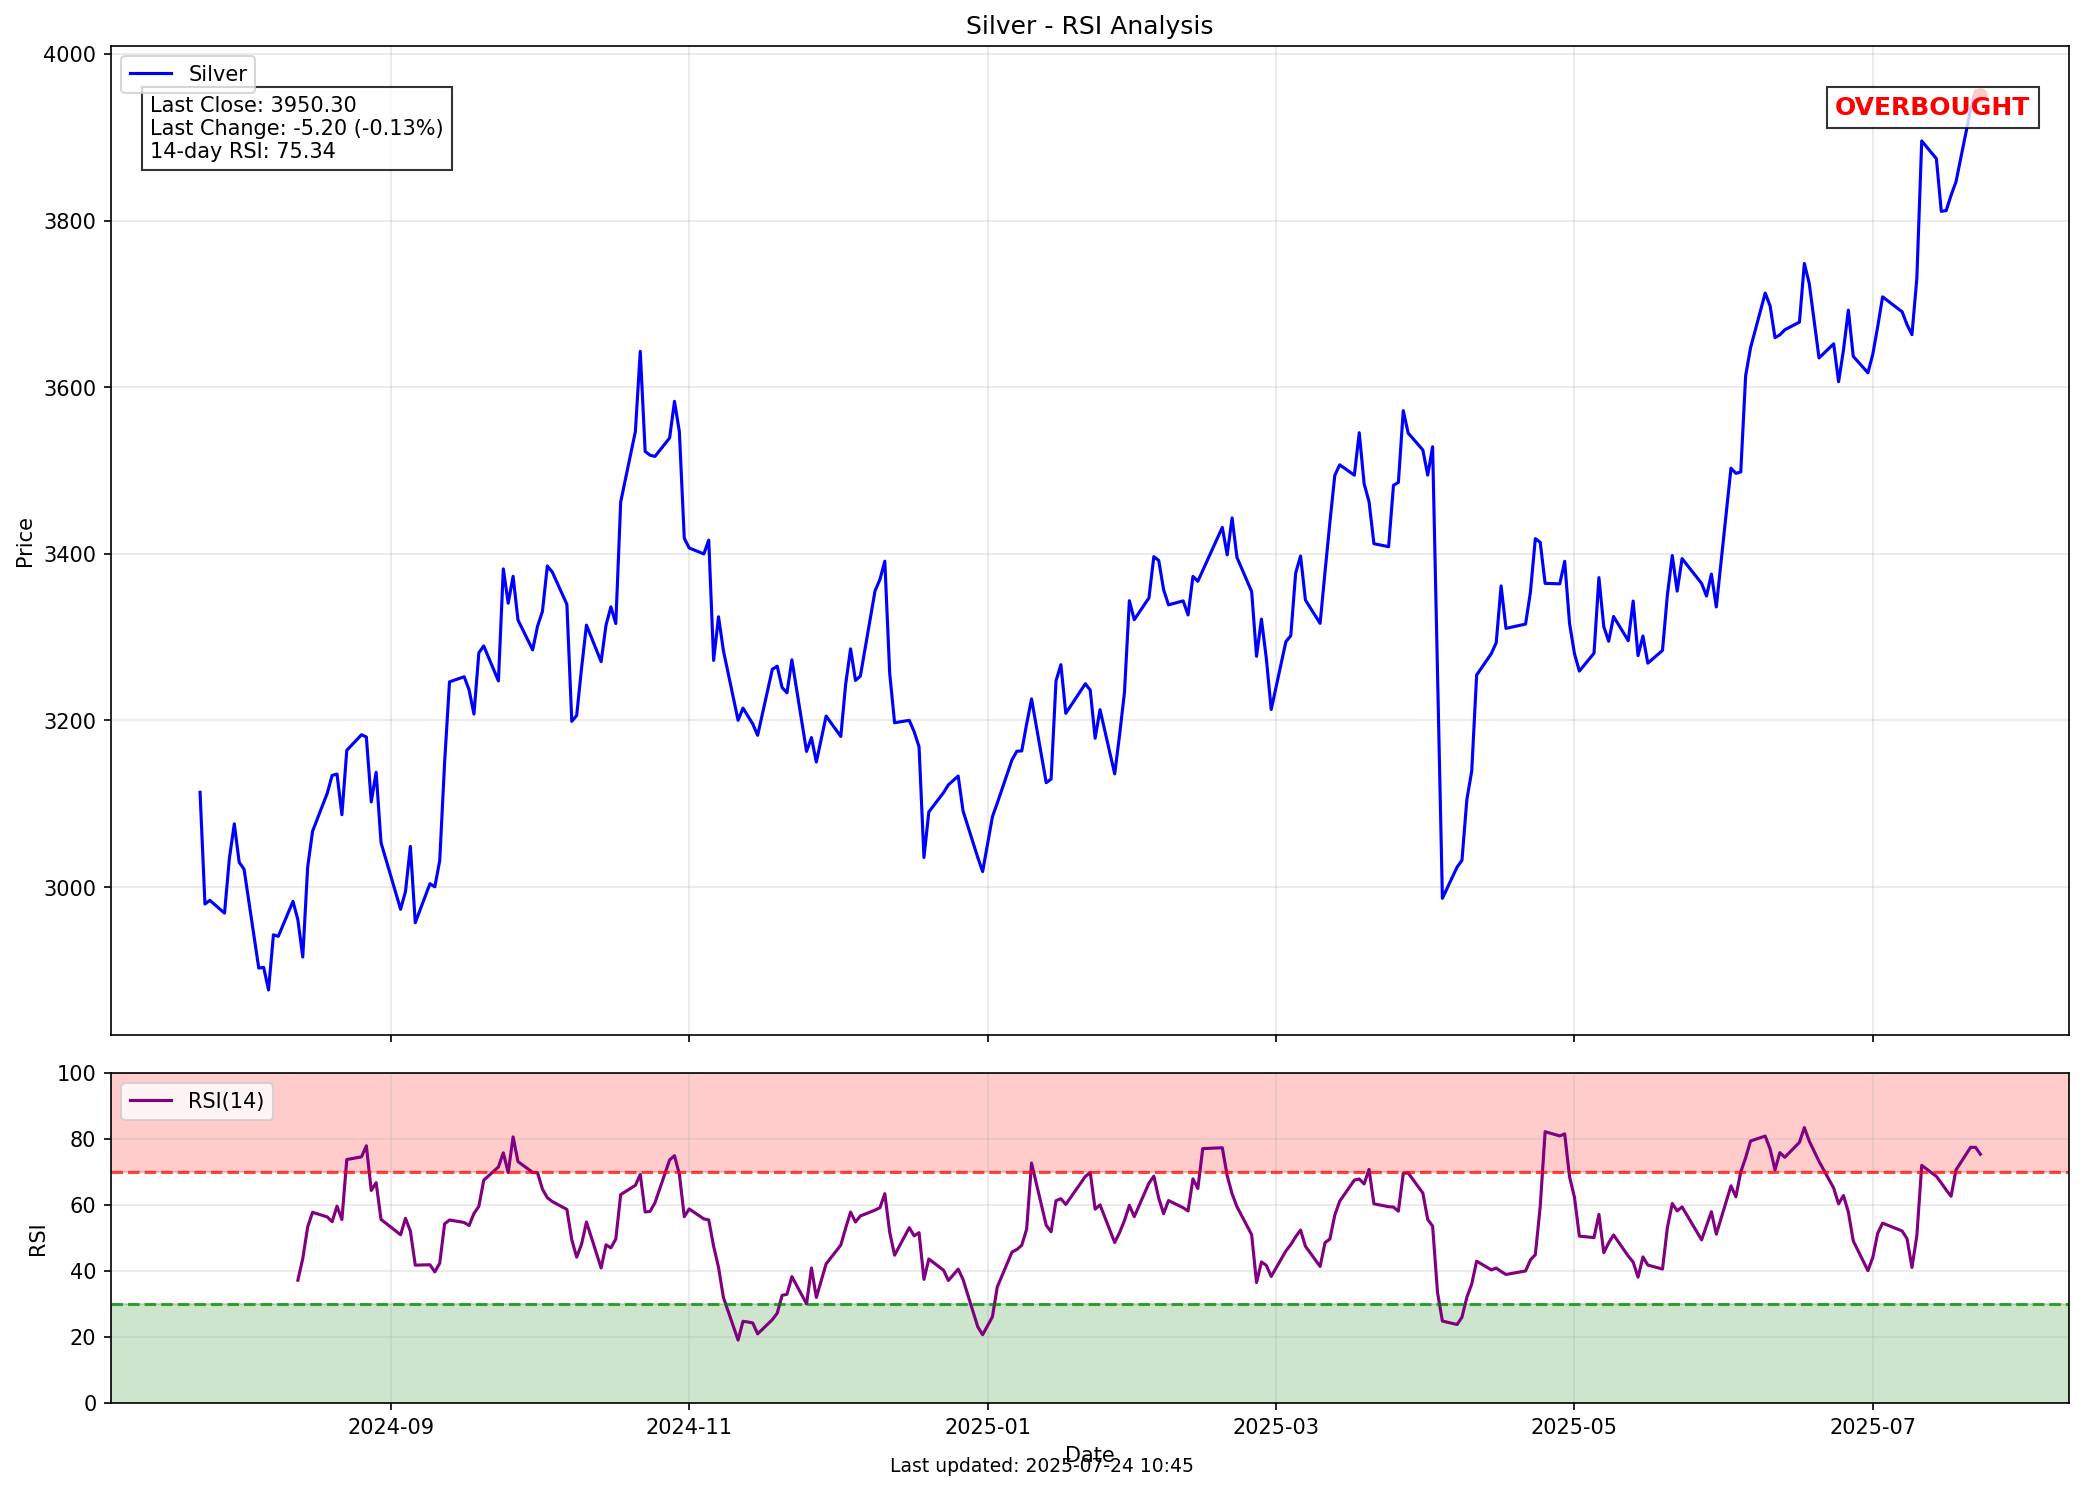 Silver - RSI Analysis
4000
3800
3600
3400
3200
3000
Price
Silver
Last Close: 3950.30
Last Change: -5.20 (-0.13%)
14-day RSI: 75.34
OVERBOUGHT
100
80
60
40
20
0
RSI
RSI(14)
2024-09
2024-11
2025-01
2025-03
2025-05
2025-07
Date
Last updated: 2025-07-24 10:45